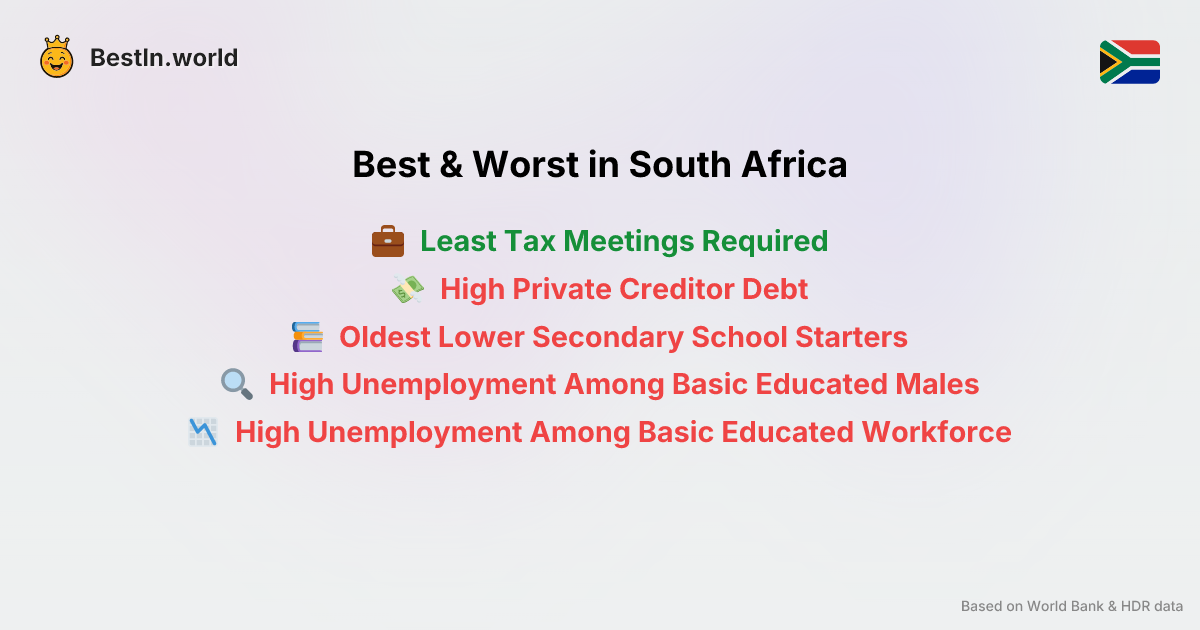 BestIn.world
Best & Worst in South Africa
Least Tax Meetings Required
High Private Creditor Debt
Oldest Lower Secondary School Starters
High Unemployment Among Basic Educated Males
High Unemployment Among Basic Educated Workforce
Based on World Bank & HDR data